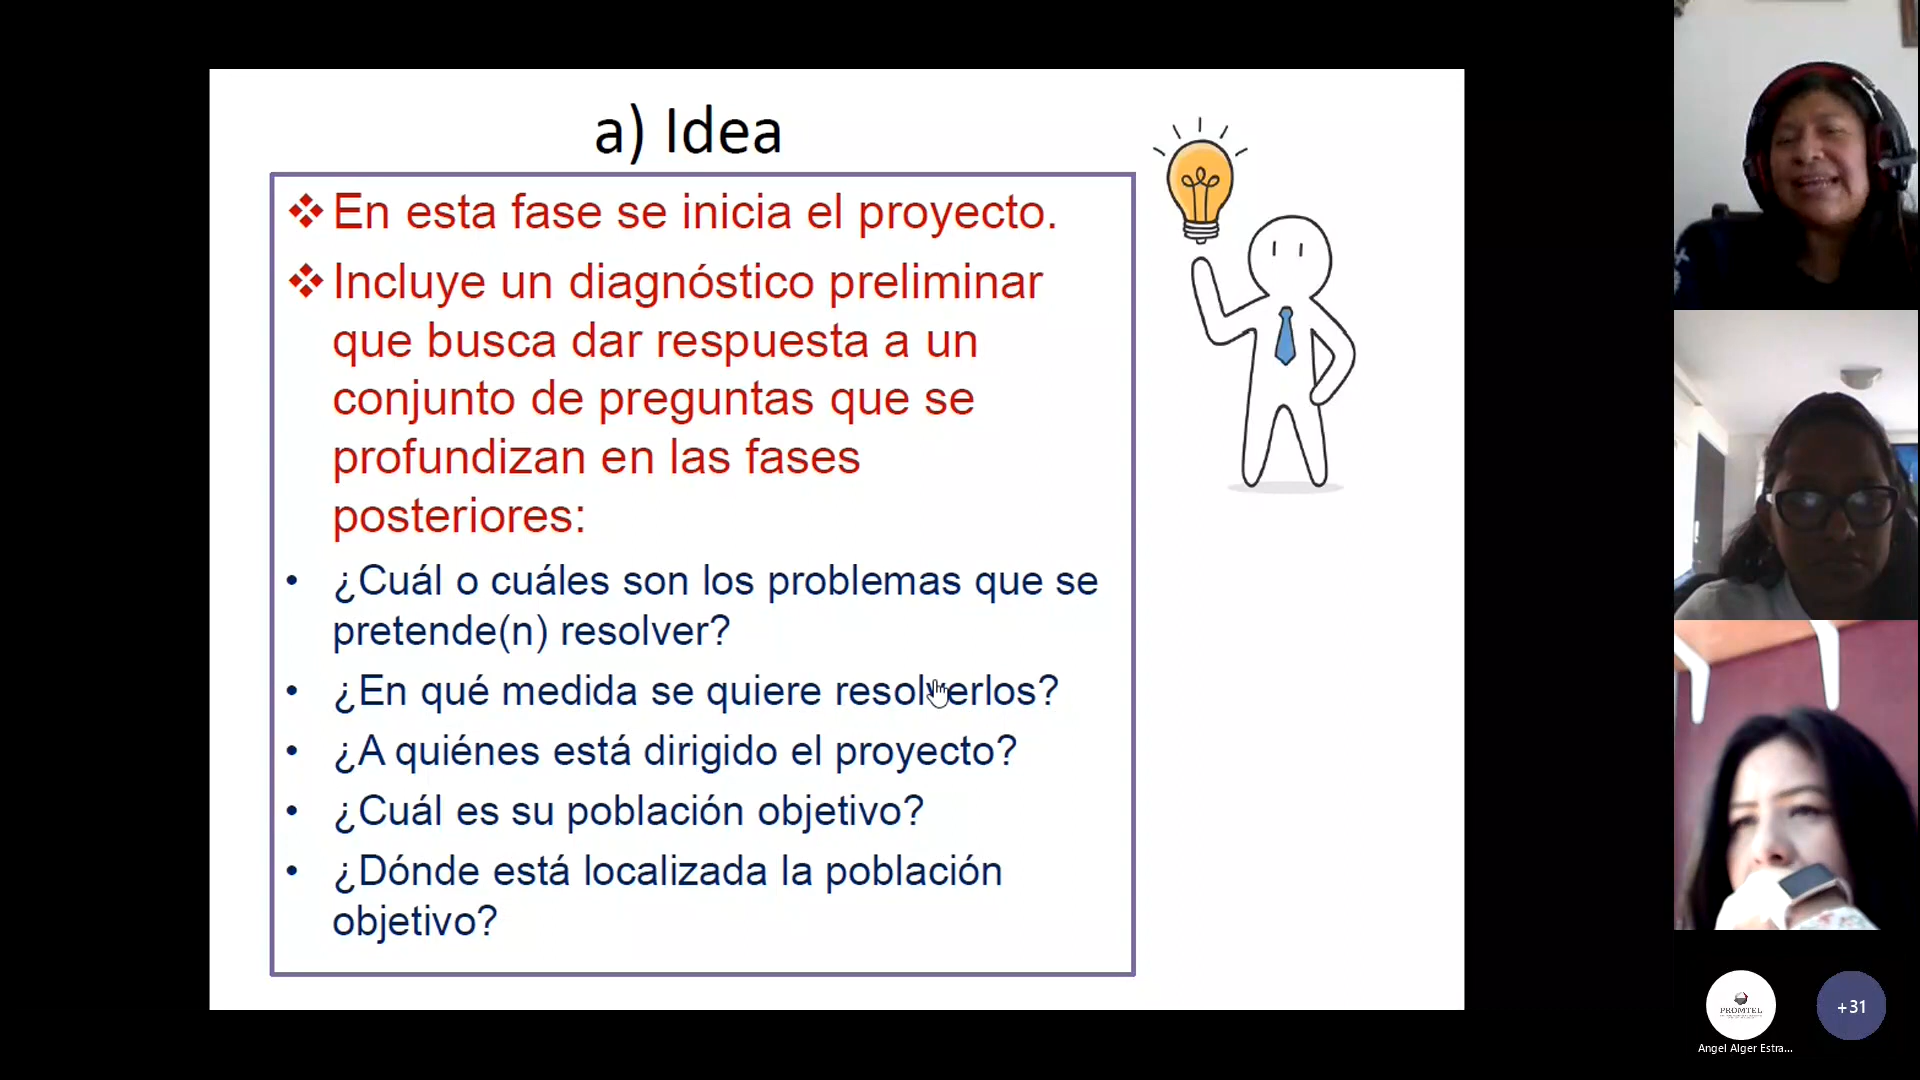 a) Idea
❖ En esta fase se inicia el proyecto.
❖ Incluye un diagnóstico preliminar
que busca dar respuesta a un
conjunto de preguntas que se
profundizan en las fases
posteriores:
• ¿Cuál o cuáles son los problemas que se
pretende(n) resolver?
• ¿En qué medida se quiere resolverlos?
• ¿A quiénes está dirigido el proyecto?
• ¿Cuál es su población objetivo?
• ¿Dónde está localizada la población
objetivo?
PROMTEL
+31
Angel Alger Estra...